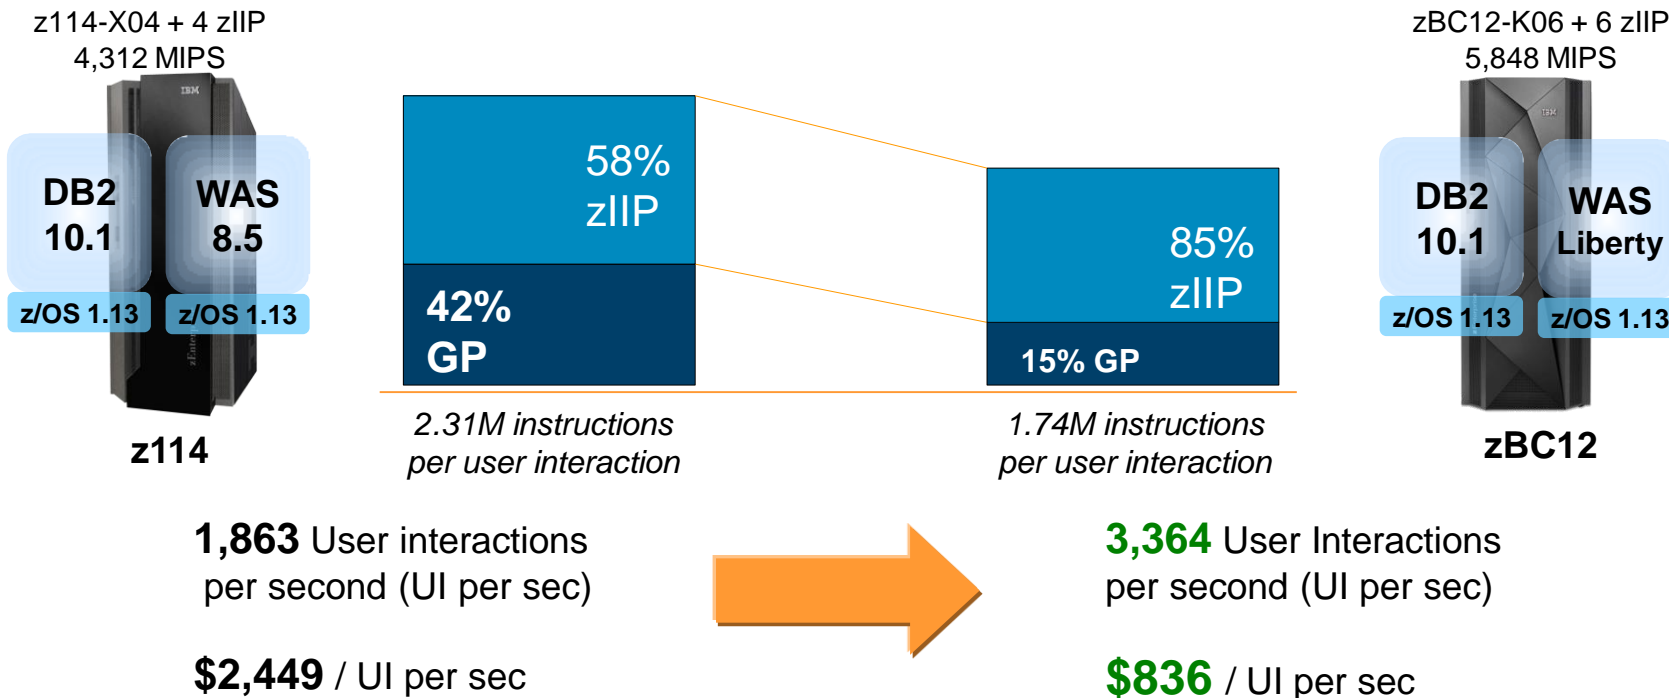 z114-X04 + 4 zIIP
4,312 MIPS
zBC12-K06 + 6 zIIP
5,848 MIPS
IBM
DB2
10.1
WAS
8.5
z/OS 1.13
z/OS 1.13
z114
58%
zIIP
42%
GP
2.31M instructions
per user interaction
85%
zIIP
15% GP
1.74M instructions
per user interaction
IBM
DB2
10.1
WAS
Liberty
z/OS 1.13
z/OS 1.13
zBC12
1,863 User interactions
per second (UI per sec)
$2,449 / UI per sec
3,364 User Interactions
per second (UI per sec)
$836 / UI per sec